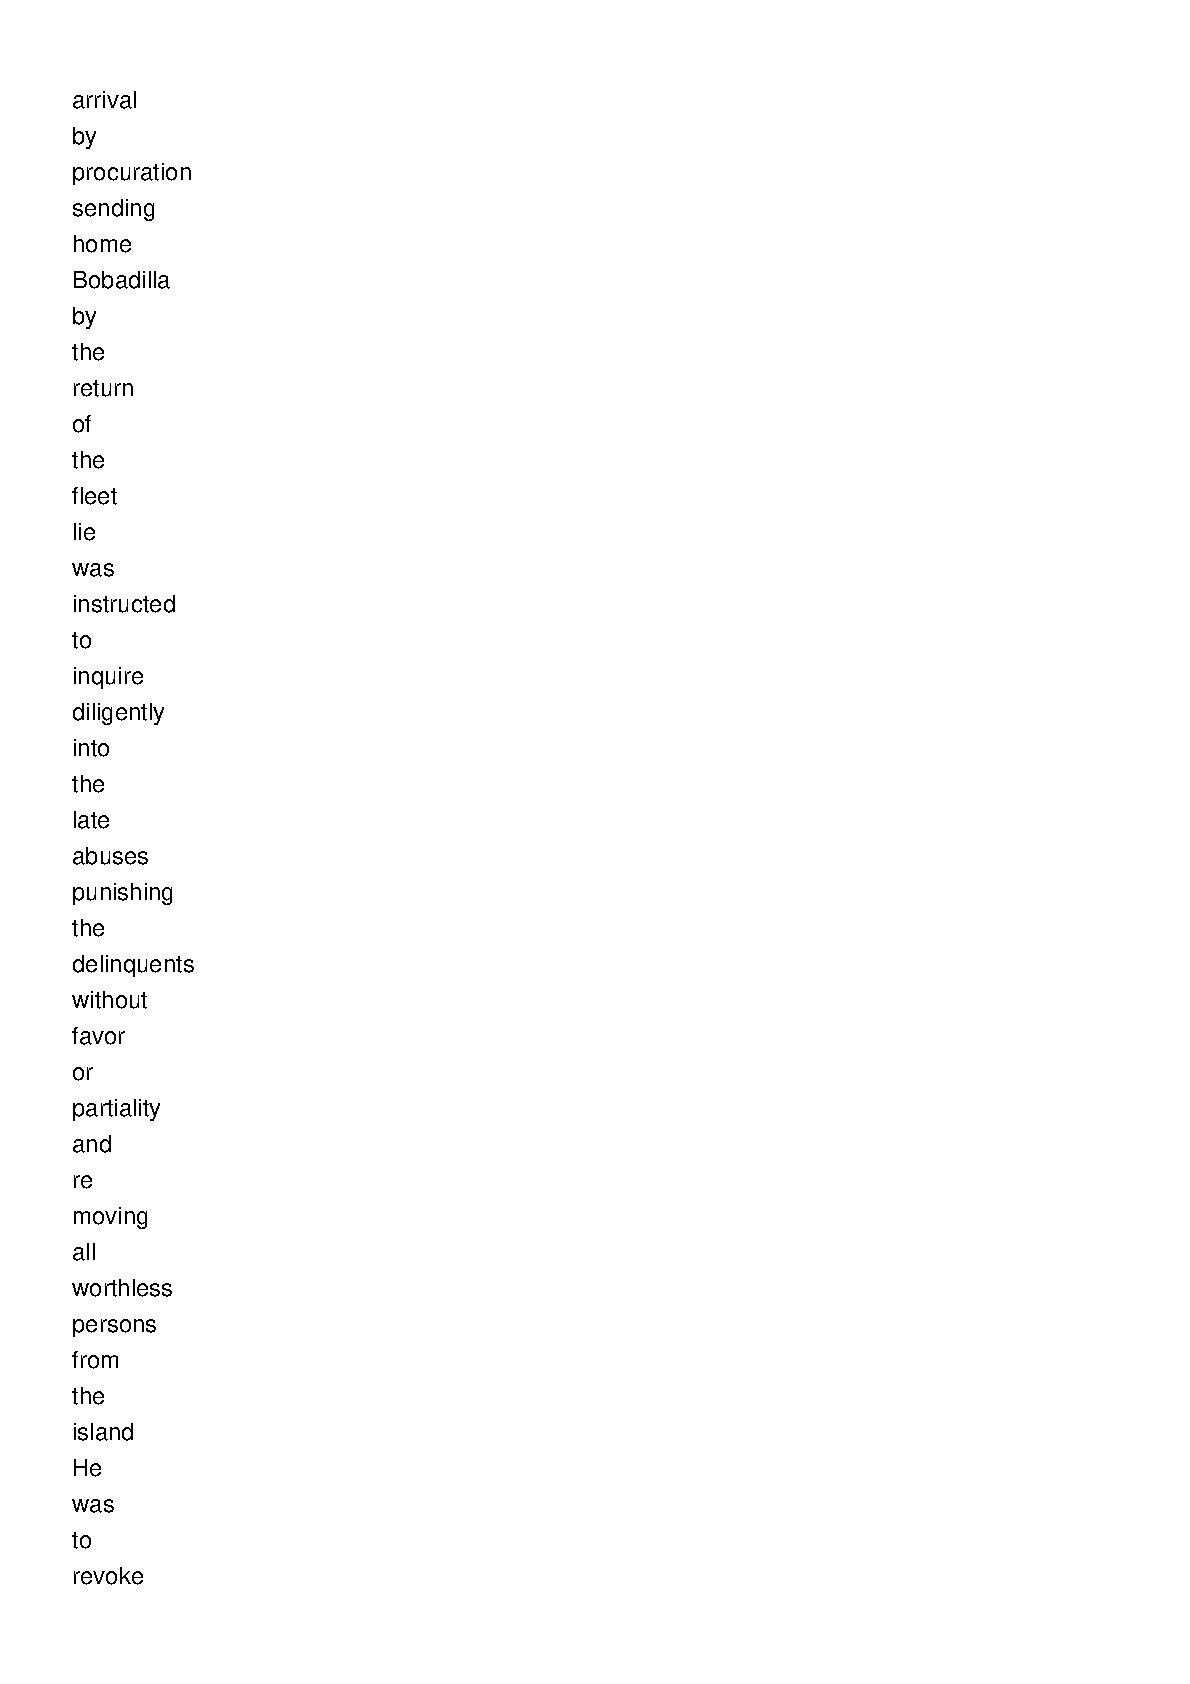 arrival
by
procuration
sending
home
Bobadilla
by
the
return
of
the
fleet
lie
was
instructed
to
inquire
diligently
into
the
late
abuses
punishing
the
delinquents
without
favor
or
partiality
and
re
moving
all
worthless
persons
from
the
island
He
was
to
revoke